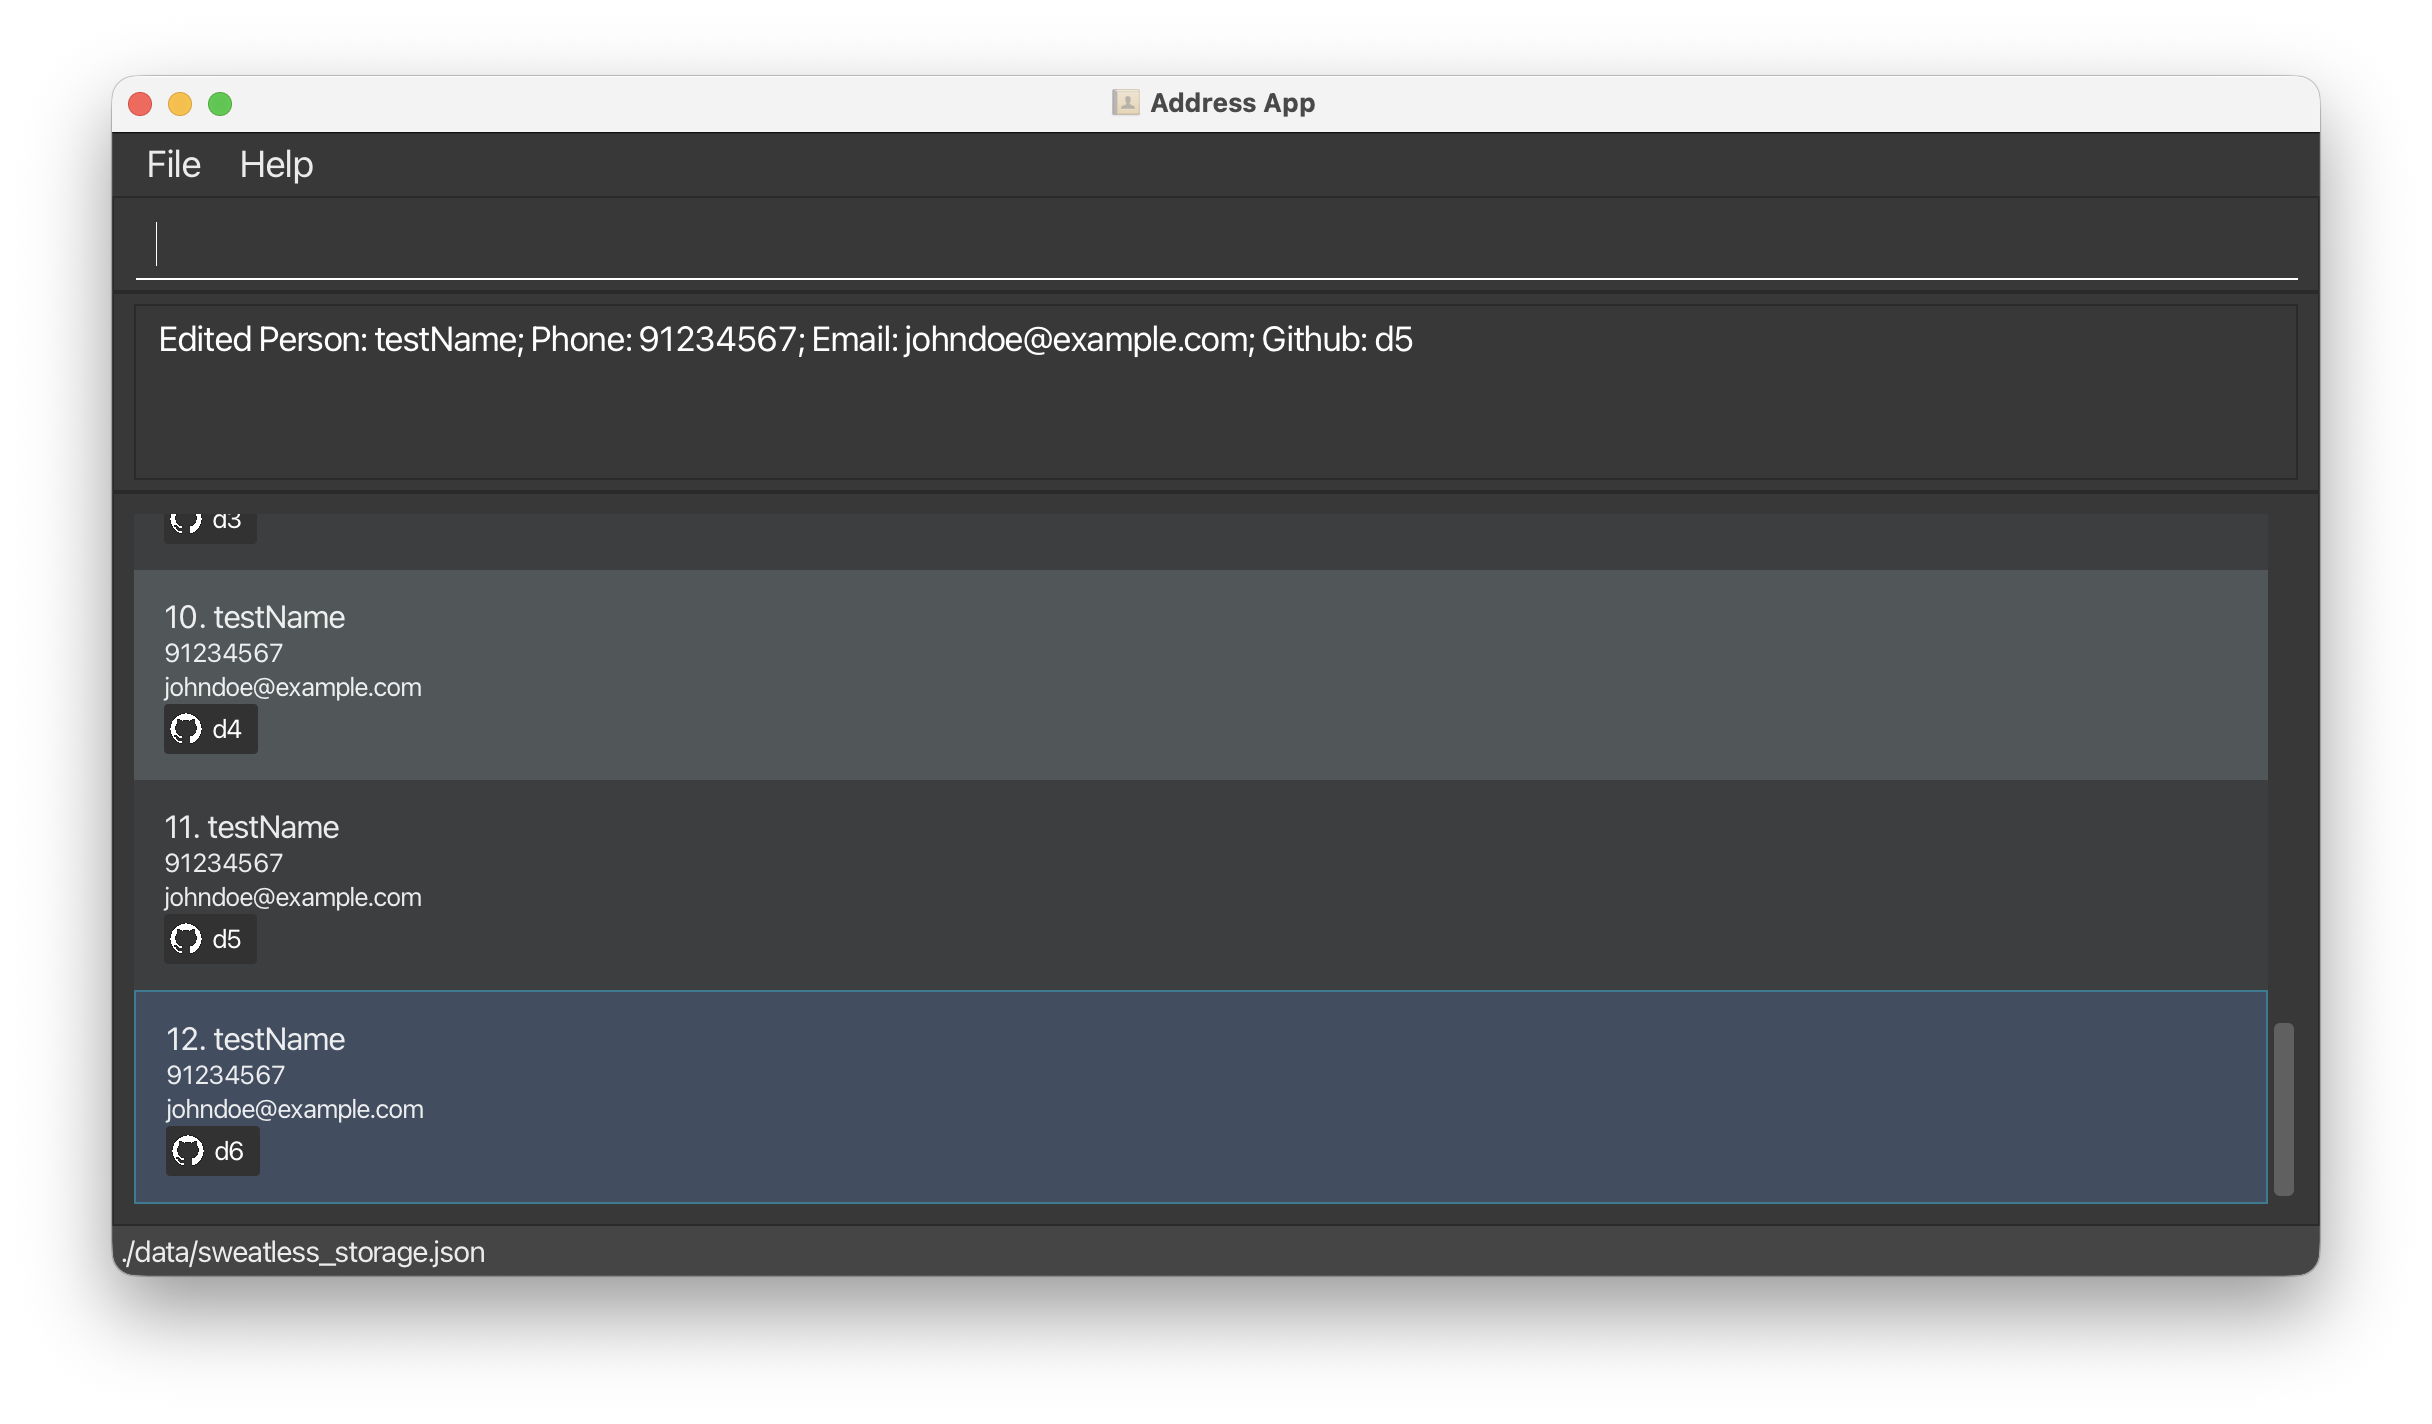 Address App
File Help
Edited Person: testName; Phone: 91234567; Email: johndoe@example.com; Github: d5
d3
10. testName
91234567
johndoe@example.com
d4
11. testName
91234567
johndoe@example.com
d5
12. testName
91234567
johndoe@example.com
d6
./data/sweatless_storage.json